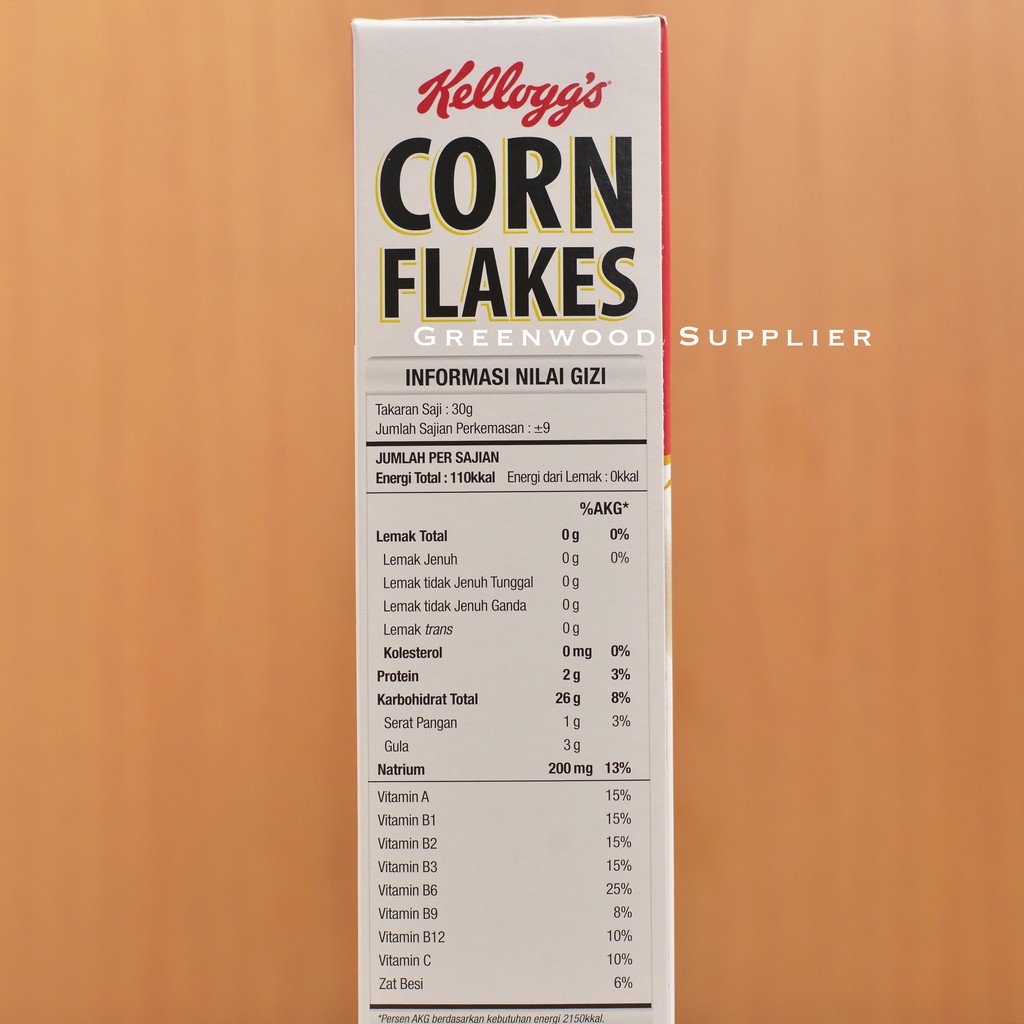 Kellogg's
CORN
FLAKES
GREENWOOD SUPPLIER
INFORMASI NILAI GIZI
Takaran Saji : 30g
Jumlah Sajian Perkemasan : ±9
JUMLAH PER SAJIAN
Energi Total : 110kkal Energi dari Lemak : 0kkal
%AKG*
Lemak Total 0 g 0%
Lemak Jenuh 0 g 0%
Lemak tidak Jenuh Tunggal 0 g
Lemak tidak Jenuh Ganda 0 g
Lemak trans 0 g
Kolesterol 0 mg 0%
Protein 2 g 3%
Karbohidrat Total 26 g 8%
Serat Pangan 1 g 3%
Gula 3 g
Natrium 200 mg 13%
Vitamin A 15%
Vitamin B1 15%
Vitamin B2 15%
Vitamin B3 15%
Vitamin B6 25%
Vitamin B9 8%
Vitamin B12 10%
Vitamin C 10%
Zat Besi 6%
*Persen AKG berdasarkan kebutuhan energi 2150kkal.